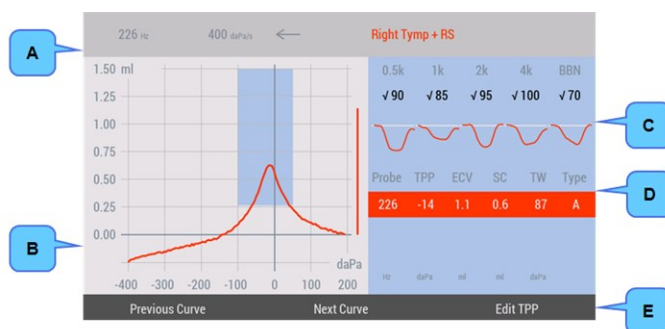 A
226 Hz 400 daPa/s Right Tymp + RS
1.50 ml
1.25
1.00
0.75
0.50
0.25
0.00
daPa
-400 -300 -200 -100 0 100 200
0.5k 1k 2k 4k BBN
√ 90 √ 85 √ 95 √ 100 √ 70
C
Probe TPP ECV SC TW Type
226 -14 1.1 0.6 87 A
D
Hz daPa ml ml daPa
B
Previous Curve Next Curve Edit TPP
E